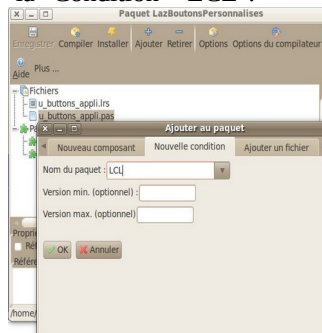 la "Condition" "LCL".
Paquet LazBoutonsPersonnalises
Enregistrer Compiler Installer Ajouter Retirer Options Options du compilateur
Aide Plus ...
Fichiers
u_buttons_appli.lrs
u_buttons_appli.pas
Ajouter au paquet
Nouveau composant Nouvelle condition Ajouter un fichier
Nom du paquet : LCL
Version min. (optionnel) :
Version max. (optionnel)
Propri
OK Annuler
/home/